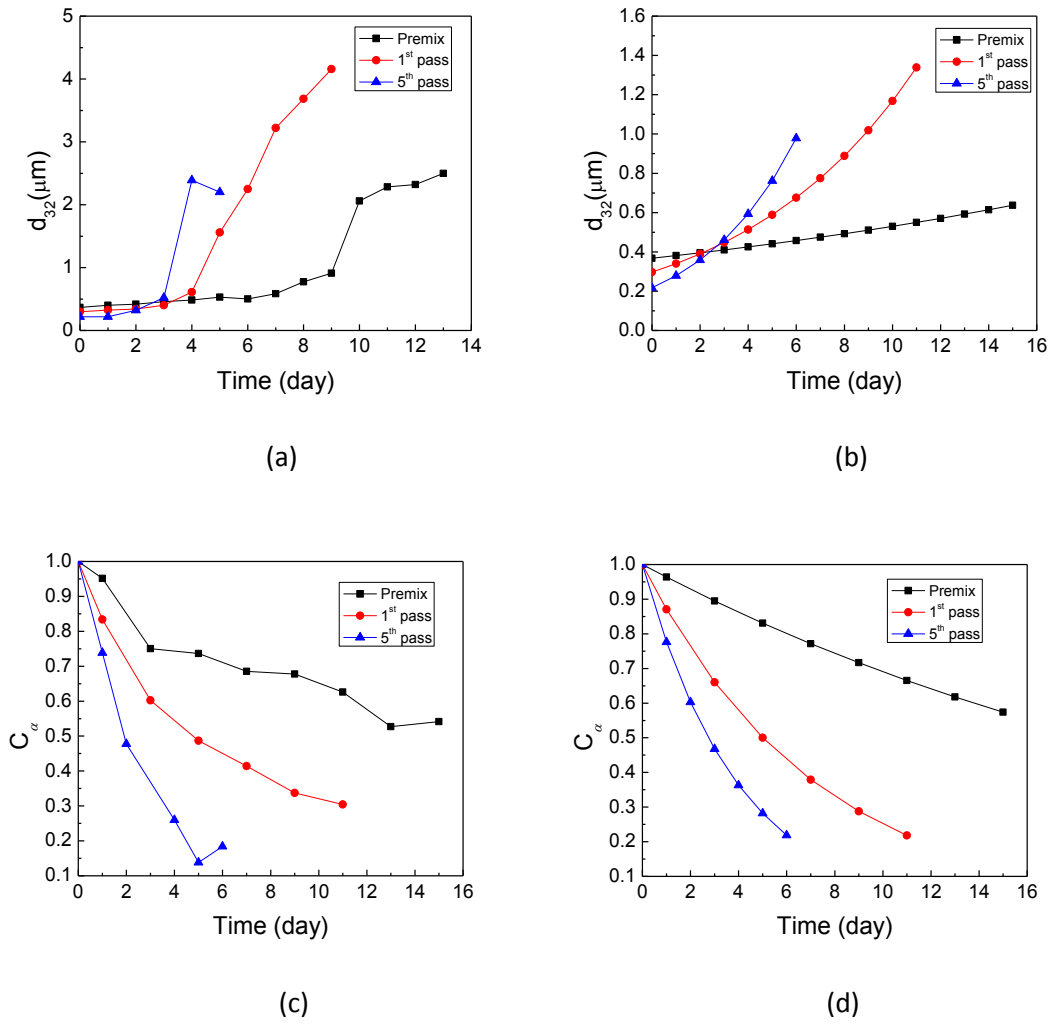 5
4
3
2
1
0
0 2 4 6 8 10 12 14
d32(μm)
Time (day)
Premix
1st pass
5th pass
(a)
1.6
1.4
1.2
1.0
0.8
0.6
0.4
0.2
0.0
0 2 4 6 8 10 12 14 16
d32(μm)
Time (day)
Premix
1st pass
5th pass
(b)
1.0
0.9
0.8
0.7
0.6
0.5
0.4
0.3
0.2
0.1
0 2 4 6 8 10 12 14 16
Cα
Time (day)
Premix
1st pass
5th pass
(c)
1.0
0.9
0.8
0.7
0.6
0.5
0.4
0.3
0.2
0.1
0 2 4 6 8 10 12 14 16
Cα
Time (day)
Premix
1st pass
5th pass
(d)